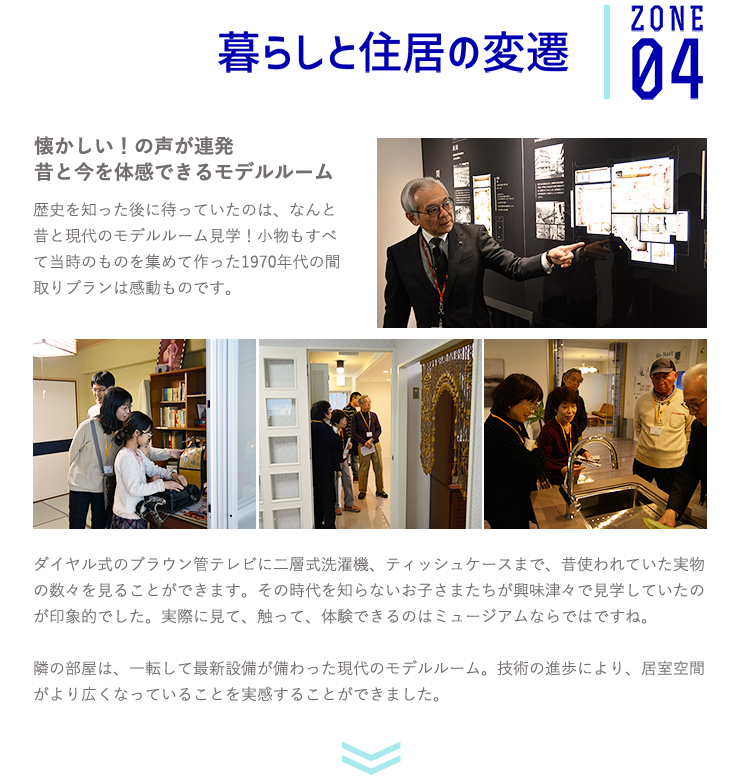 暮らしと住居の変遷
ZONE
04
懐かしい！の声が連発
昔と今を体感できるモデルルーム
歴史を知った後に待っていたのは、なんと
昔と現代のモデルルーム見学！小物もすべ
て当時のものを集めて作った1970年代の間
取りプランは感動ものです。
ダイヤル式のブラウン管テレビに二層式洗濯機、ティッシュケースまで、昔使われていた実物
の数々を見ることができます。その時代を知らないお子さまたちが興味津々で見学していたの
が印象的でした。実際に見て、触って、体験できるのはミュージアムならではですね。
隣の部屋は、一転して最新設備が備わった現代のモデルルーム。技術の進歩により、居室空間
がより広くなっていることを実感することができました。